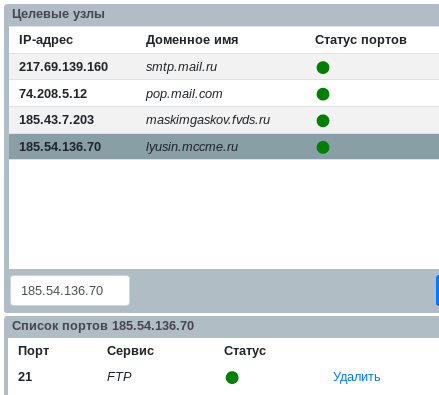 Целевые узлы
IP-адрес Доменное имя Статус портов
217.69.139.160 smtp.mail.ru
74.208.5.12 pop.mail.com
185.43.7.203 maskimgaskov.fvds.ru
185.54.136.70 lyusin.mccme.ru
185.54.136.70
Список портов 185.54.136.70
Порт Сервис Статус
21 FTP Удалить